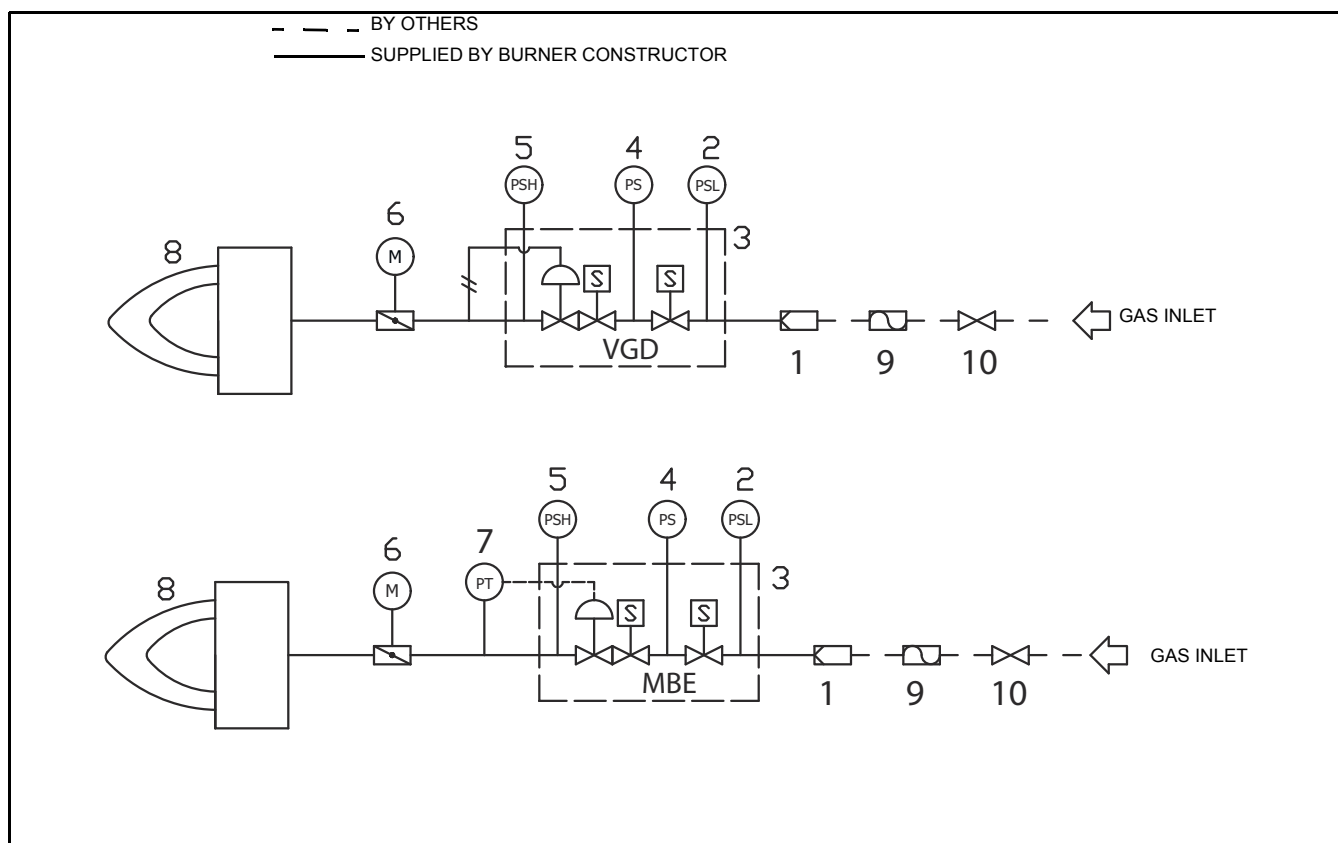 BY OTHERS
SUPPLIED BY BURNER CONSTRUCTOR
5 4 2
PSH PS PSL
6 3
8 M S S
GAS INLET
VGD
1 9 10
5 4 2
PSH PS PSL
7
6 3
8 M PT S S
GAS INLET
MBE
1 9 10